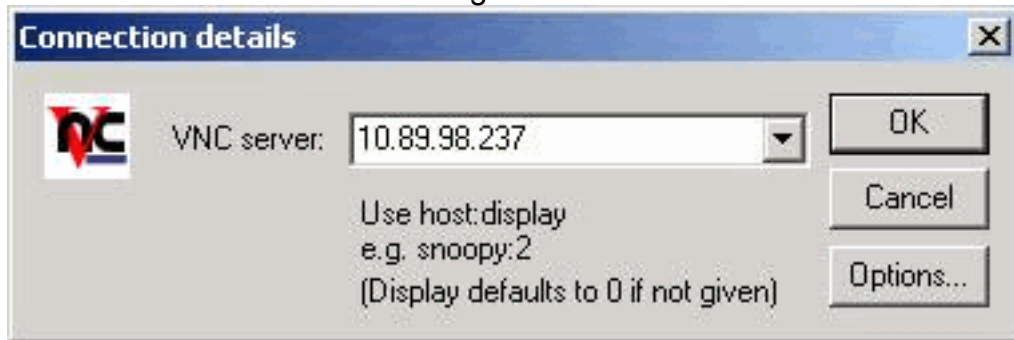 Connection details
VNC
VNC server: 10.89.98.237
OK
Use host:display
e.g. snoopy:2
(Display defaults to 0 if not given)
Cancel
Options...